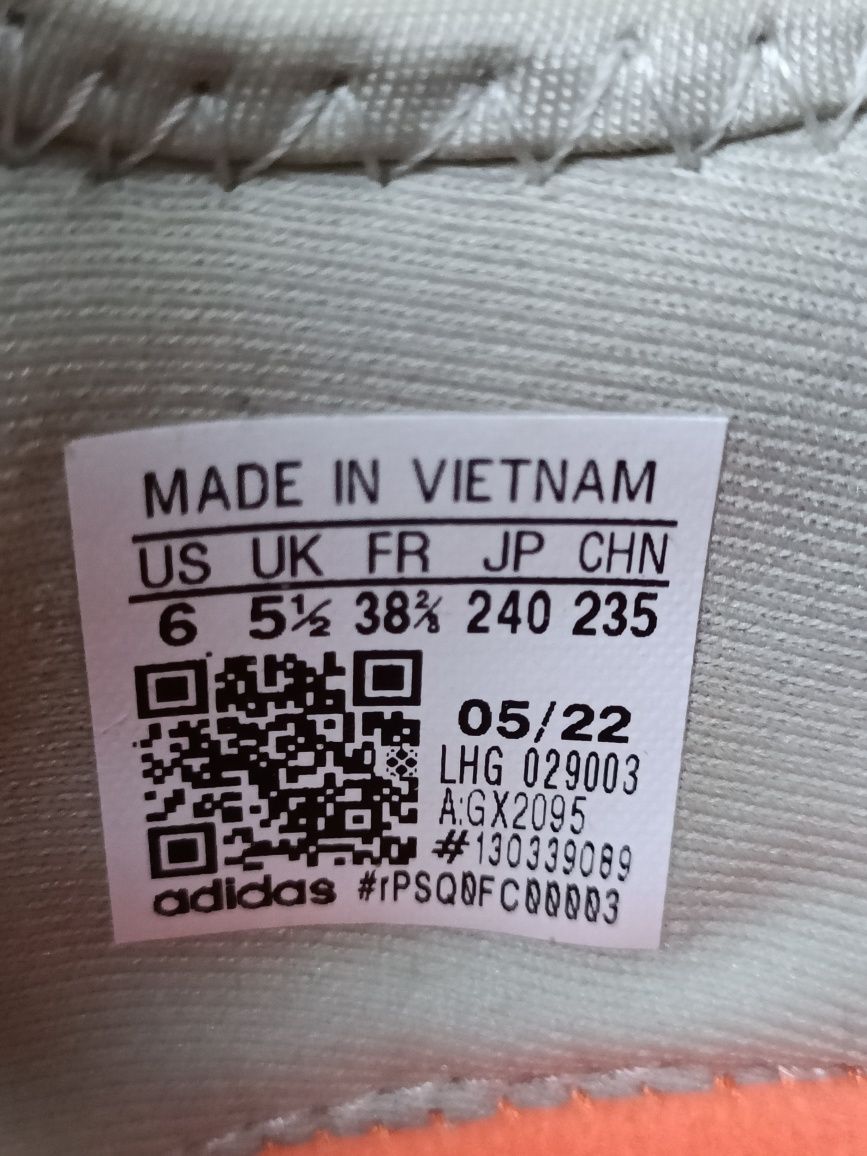 MADE IN VIETNAM
US UK FR JP CHN
6 5½ 38⅔ 240 235
05/22
LHG 029003
A:GX2095
#130339089
adidas #rPSQ0FC00003